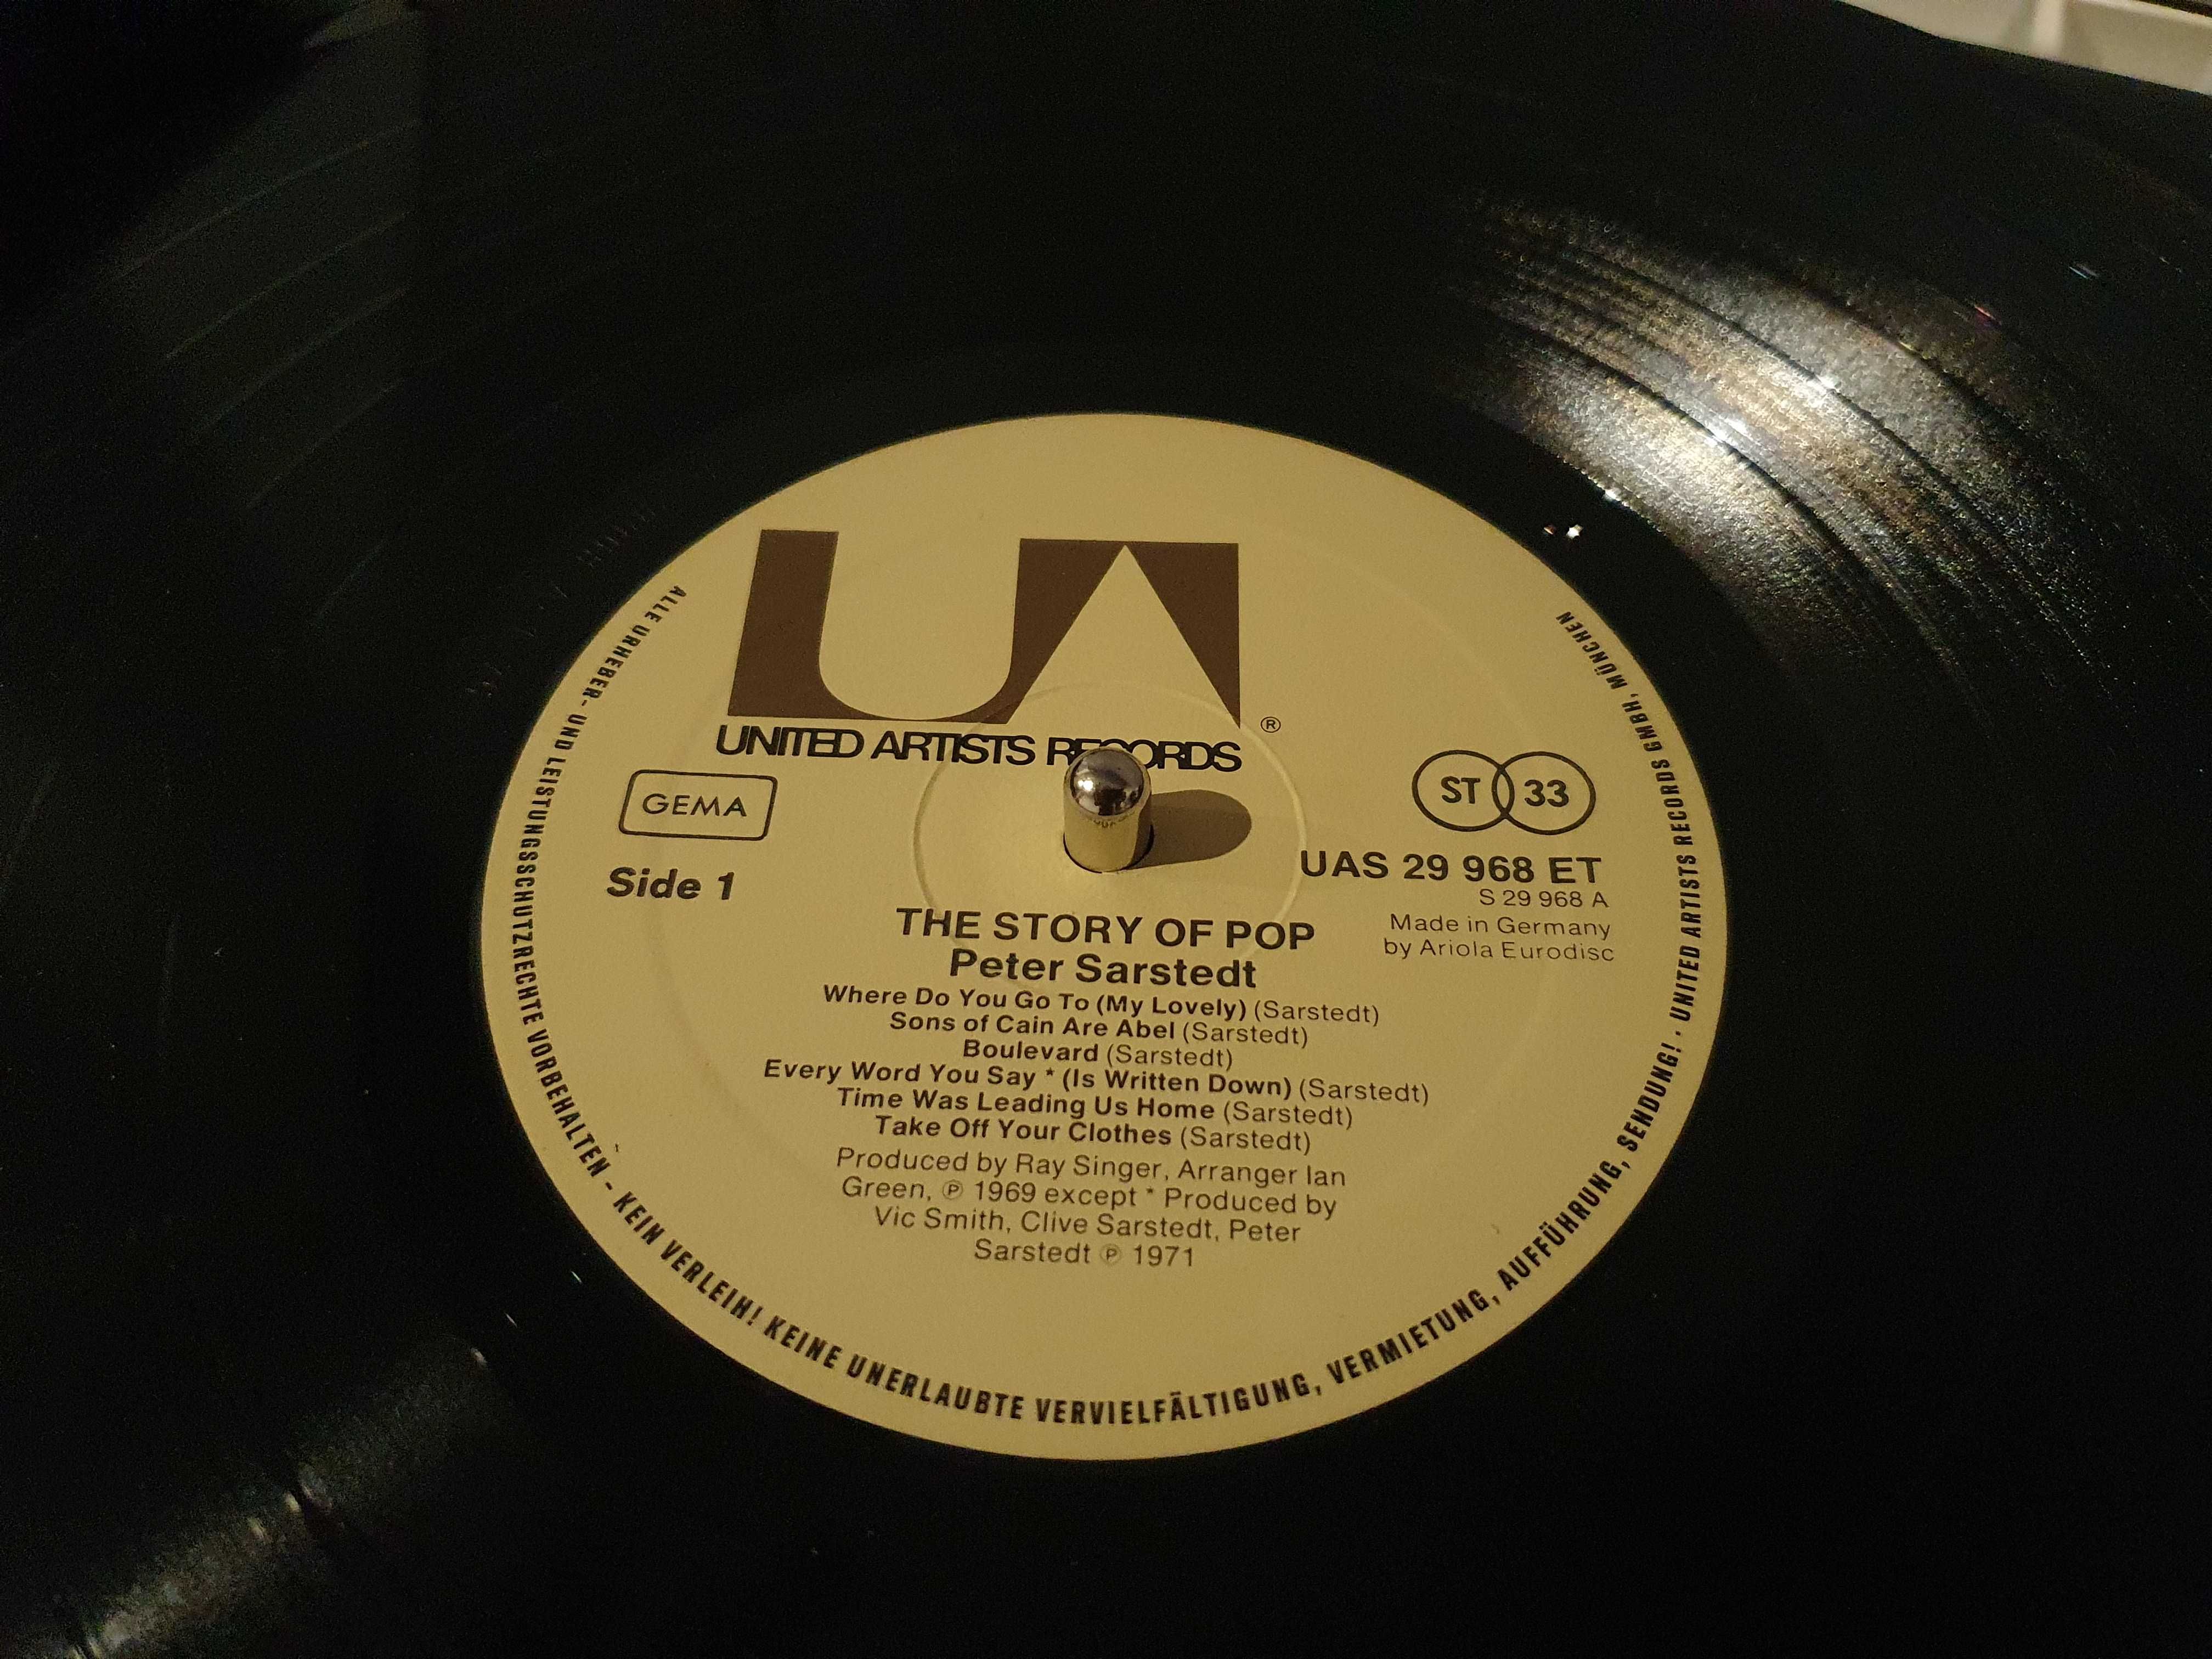 UA
®
UNITED ARTISTS RECORDS
GEMA
ST 33
Side 1
UAS 29 968 ET
S 29 968 A
Made in Germany
by Ariola Eurodisc
THE STORY OF POP
Peter Sarstedt
Where Do You Go To (My Lovely) (Sarstedt)
Sons of Cain Are Abel (Sarstedt)
Boulevard (Sarstedt)
Every Word You Say * (Is Written Down) (Sarstedt)
Time Was Leading Us Home (Sarstedt)
Take Off Your Clothes (Sarstedt)
Produced by Ray Singer, Arranger Ian
Green, ℗ 1969 except * Produced by
Vic Smith, Clive Sarstedt, Peter
Sarstedt ℗ 1971
ALLE URHEBER- UND LEISTUNGSSCHUTZRECHTE VORBEHALTEN - KEIN VERLEIH! KEINE UNERLAUBTE VERVIELFÄLTIGUNG, VERMIETUNG, AUFFÜHRUNG, SENDUNG! · UNITED ARTISTS RECORDS GMBH, MÜNCHEN